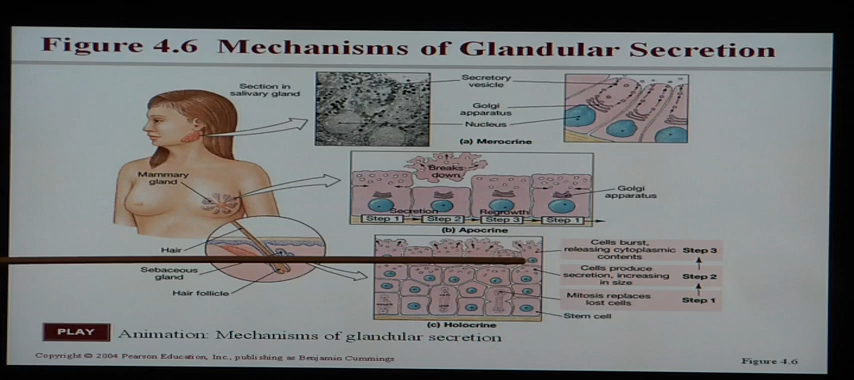 Figure 4.6 Mechanisms of Glandular Secretion
Section in
salivary gland
Secretory
vesicle
Golgi
apparatus
Nucleus
(a) Merocrine
Mammary
gland
Breaks
down
Golgi
apparatus
Secretion
Regrowth
Step 1
Step 2
Step 3
Step 1
(b) Apocrine
Hair
Sebaceous
gland
Hair follicle
Cells burst,
releasing cytoplasmic
contents
Step 3
Cells produce
secretion, increasing
in size
Step 2
Mitosis replaces
lost cells
Step 1
Stem cell
(c) Holocrine
PLAY
Animation: Mechanisms of glandular secretion
Copyright © 2004 Pearson Education, Inc., publishing as Benjamin Cummings
Figure 4.6